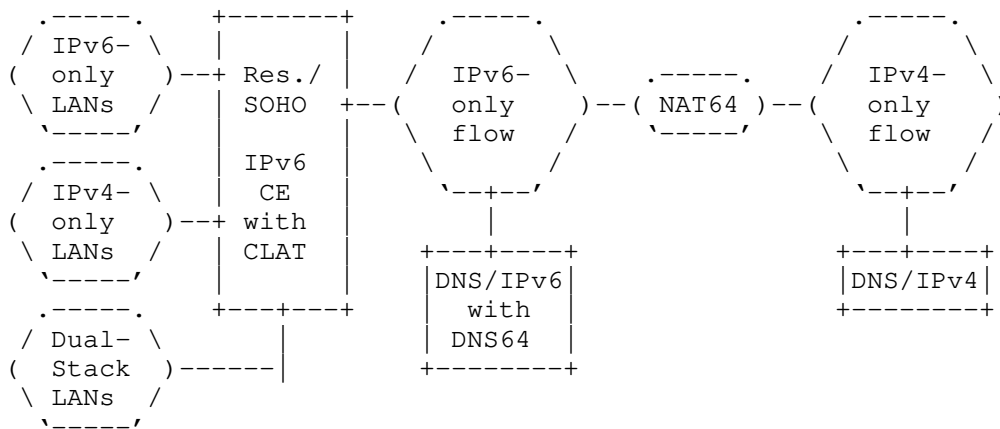 IPv6-
only
LANs
IPv4-
only
LANs
Dual-
Stack
LANs
Res./
SOHO
IPv6
CE
with
CLAT
IPv6-
only
flow
DNS/IPv6
with
DNS64
NAT64
IPv4-
only
flow
DNS/IPv4